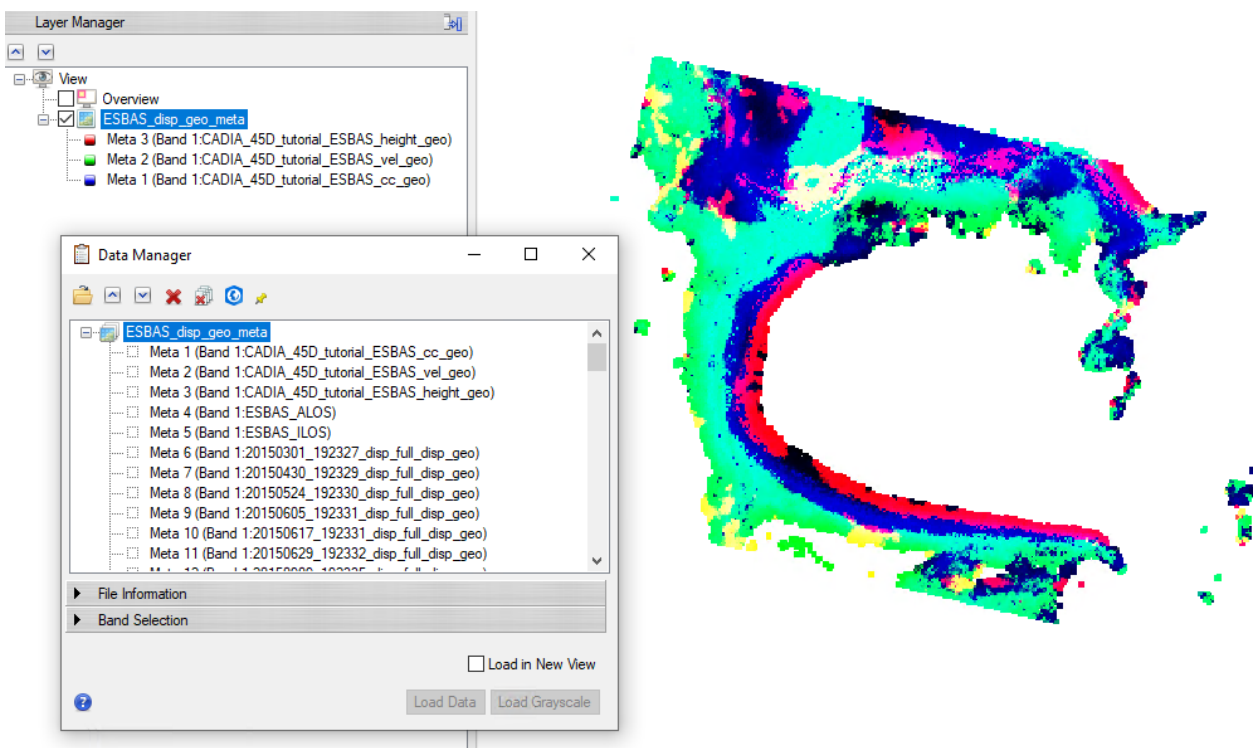 Layer Manager
View
Overview
ESBAS_disp_geo_meta
Meta 3 (Band 1:CADIA_45D_tutorial_ESBAS_height_geo)
Meta 2 (Band 1:CADIA_45D_tutorial_ESBAS_vel_geo)
Meta 1 (Band 1:CADIA_45D_tutorial_ESBAS_cc_geo)
Data Manager
ESBAS_disp_geo_meta
Meta 1 (Band 1:CADIA_45D_tutorial_ESBAS_cc_geo)
Meta 2 (Band 1:CADIA_45D_tutorial_ESBAS_vel_geo)
Meta 3 (Band 1:CADIA_45D_tutorial_ESBAS_height_geo)
Meta 4 (Band 1:ESBAS_ALOS)
Meta 5 (Band 1:ESBAS_ILOS)
Meta 6 (Band 1:20150301_192327_disp_full_disp_geo)
Meta 7 (Band 1:20150430_192329_disp_full_disp_geo)
Meta 8 (Band 1:20150524_192330_disp_full_disp_geo)
Meta 9 (Band 1:20150605_192331_disp_full_disp_geo)
Meta 10 (Band 1:20150617_192331_disp_full_disp_geo)
Meta 11 (Band 1:20150629_192332_disp_full_disp_geo)
File Information
Band Selection
Load in New View
Load Data
Load Grayscale